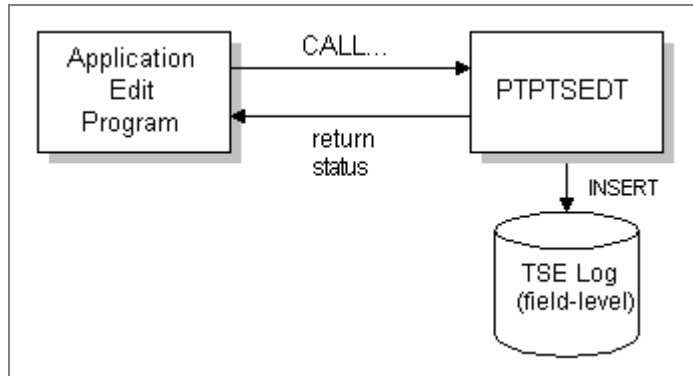 Application
Edit
Program
CALL...
PTPTSEDT
return
status
INSERT
TSE Log
(field-level)